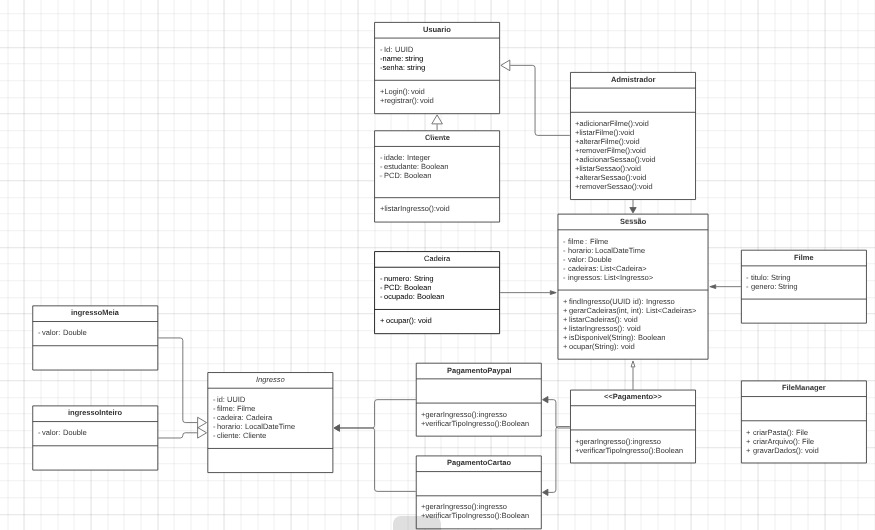 Usuario
- Id: UUID
-name: string
-senha: string
+Login(): void
+registrar(): void
Admistrador
+adicionarFilme():void
+listarFilme():void
+alterarFilme():void
+removerFilme():void
+adicionarSessao():void
+listarSessao():void
+alterarSessao():void
+removerSessao():void
Cliente
- idade: Integer
- estudante: Boolean
- PCD: Boolean
+listarIngresso():void
Sessão
- filme : Filme
- horario: LocalDateTime
- valor: Double
- cadeiras: List<Cadeira>
- ingressos: List<Ingresso>
+ findIngresso(UUID id): Ingresso
+ gerarCadeiras(int, int): List<Cadeiras>
+ listarCadeiras(): void
+ listarIngressos(): void
+ isDisponivel(String): Boolean
+ ocupar(String): void
Cadeira
- numero: String
- PCD: Boolean
- ocupado: Boolean
+ ocupar(): void
Filme
- titulo: String
- genero: String
ingressoMeia
- valor: Double
ingressoInteiro
- valor: Double
Ingresso
- id: UUID
- filme: Filme
- cadeira: Cadeira
- horario: LocalDateTime
- cliente: Cliente
PagamentoPaypal
+gerarIngresso():ingresso
+verificarTipoIngresso():Boolean
<<Pagamento>>
+gerarIngresso():ingresso
+verificarTipoIngresso():Boolean
FileManager
+ criarPasta(): File
+ criarArquivo(): File
+ gravarDados(): void
PagamentoCartao
+gerarIngresso():ingresso
+verificarTipoIngresso():Boolean